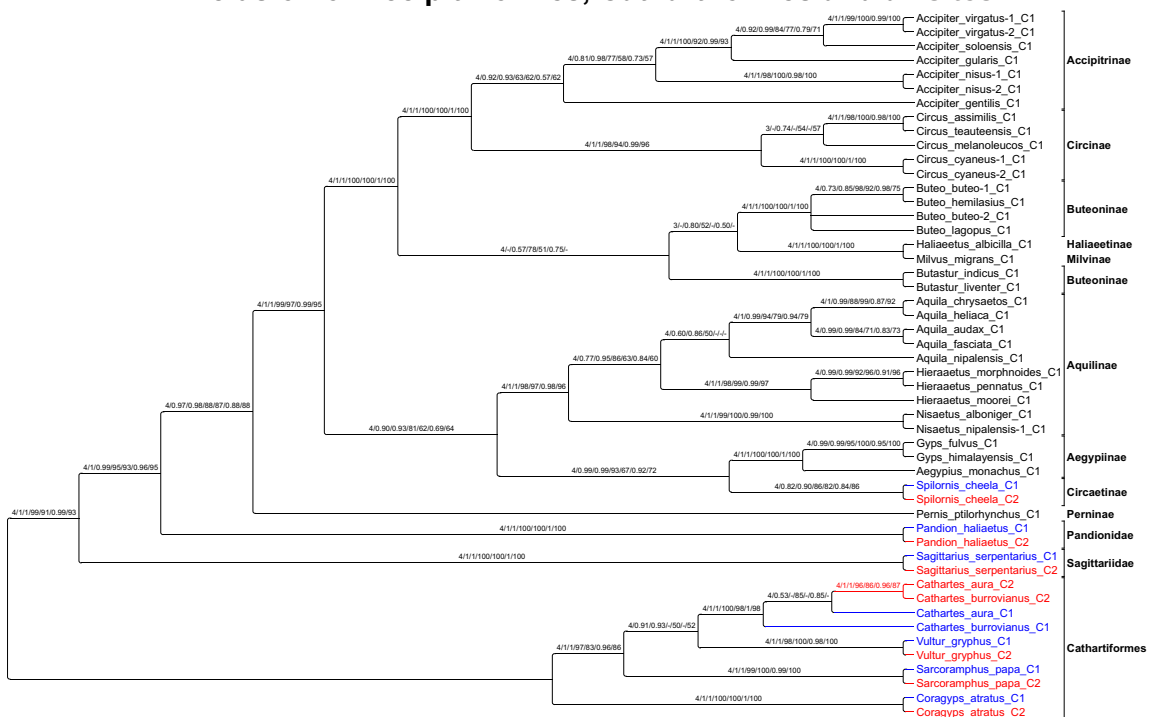 Accipiter_virgatus-1_C1
4/1/1/99/100/0.99/100
Accipiter_virgatus-2_C1
4/0.92/0.99/84/77/0.79/71
Accipiter_soloensis_C1
4/1/1/100/92/0.99/93
Accipiter_gularis_C1
Accipitrinae
4/0.81/0.98/77/58/0.73/57
Accipiter_nisus-1_C1
4/1/1/98/100/0.98/100
4/0.92/0.93/63/62/0.57/62
Accipiter_nisus-2_C1
Accipiter_gentilis_C1
4/1/1/100/100/1/100
Circus_assimilis_C1
4/1/1/98/100/0.98/100
3/-/0.74/-/54/-/57
Circus_teauteensis_C1
Circus_melanoleucos_C1
Circinae
4/1/1/98/94/0.99/96
Circus_cyaneus-1_C1
4/1/1/100/100/1/100
Circus_cyaneus-2_C1
4/1/1/100/100/1/100
Buteo_buteo-1_C1
4/0.73/0.85/98/92/0.98/75
Buteo_hemilasius_C1
4/1/1/100/100/1/100
Buteoninae
Buteo_buteo-2_C1
3/-/0.80/52/-/0.50/-
Buteo_lagopus_C1
Haliaeetus_albicilla_C1
Haliaeetinae
4/-/0.57/78/51/0.75/-
4/1/1/100/100/1/100
Milvus_migrans_C1
Milvinae
Butastur_indicus_C1
4/1/1/100/100/1/100
Buteoninae
Butastur_liventer_C1
4/1/1/99/97/0.99/95
Aquila_chrysaetos_C1
4/1/0.99/88/99/0.87/92
Aquila_heliaca_C1
4/1/0.99/94/79/0.94/79
Aquila_audax_C1
4/0.60/0.86/50/-/-/-
4/0.99/0.99/84/71/0.83/73
Aquila_fasciata_C1
4/0.77/0.95/86/63/0.84/60
Aquila_nipalensis_C1
Aquilinae
Hieraaetus_morphnoides_C1
4/0.99/0.99/92/96/0.91/96
4/1/1/98/97/0.98/96
4/1/1/98/99/0.99/97
Hieraaetus_pennatus_C1
Hieraaetus_moorei_C1
4/0.97/0.98/88/87/0.88/88
Nisaetus_alboniger_C1
4/1/1/99/100/0.99/100
4/0.90/0.93/81/62/0.69/64
Nisaetus_nipalensis-1_C1
Gyps_fulvus_C1
4/0.99/0.99/95/100/0.95/100
4/1/1/100/100/1/100
Gyps_himalayensis_C1
Aegypiinae
4/1/0.99/95/93/0.96/95
4/0.99/0.99/93/67/0.92/72
Aegypius_monachus_C1
Spilornis_cheela_C1
4/0.82/0.90/86/82/0.84/86
Circaetinae
Spilornis_cheela_C2
4/1/1/99/91/0.99/93
Pernis_ptilorhynchus_C1
Perninae
Pandion_haliaetus_C1
4/1/1/100/100/1/100
Pandionidae
Pandion_haliaetus_C2
Sagittarius_serpentarius_C1
4/1/1/100/100/1/100
Sagittariidae
Sagittarius_serpentarius_C2
Cathartes_aura_C2
4/1/1/96/86/0.96/87
4/0.53/-/85/-/0.85/-
Cathartes_burrovianus_C2
4/1/1/100/98/1/98
Cathartes_aura_C1
4/0.91/0.93/-/50/-/52
Cathartes_burrovianus_C1
Vultur_gryphus_C1
4/1/1/98/100/0.98/100
Cathartiformes
4/1/1/97/83/0.96/86
Vultur_gryphus_C2
Sarcoramphus_papa_C1
4/1/1/99/100/0.99/100
Sarcoramphus_papa_C2
Coragyps_atratus_C1
4/1/1/100/100/1/100
Coragyps_atratus_C2